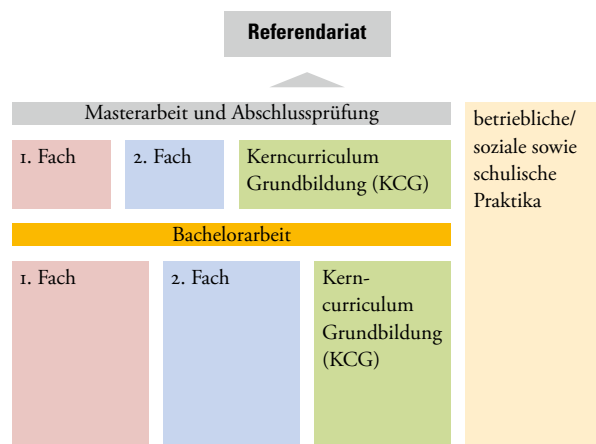 Referendariat
Masterarbeit und Abschlussprüfung
1. Fach
2. Fach
Kerncurriculum
Grundbildung (KCG)
betriebliche/
soziale sowie
schulische
Praktika
Bachelorarbeit
1. Fach
2. Fach
Kern-
curriculum
Grundbildung
(KCG)